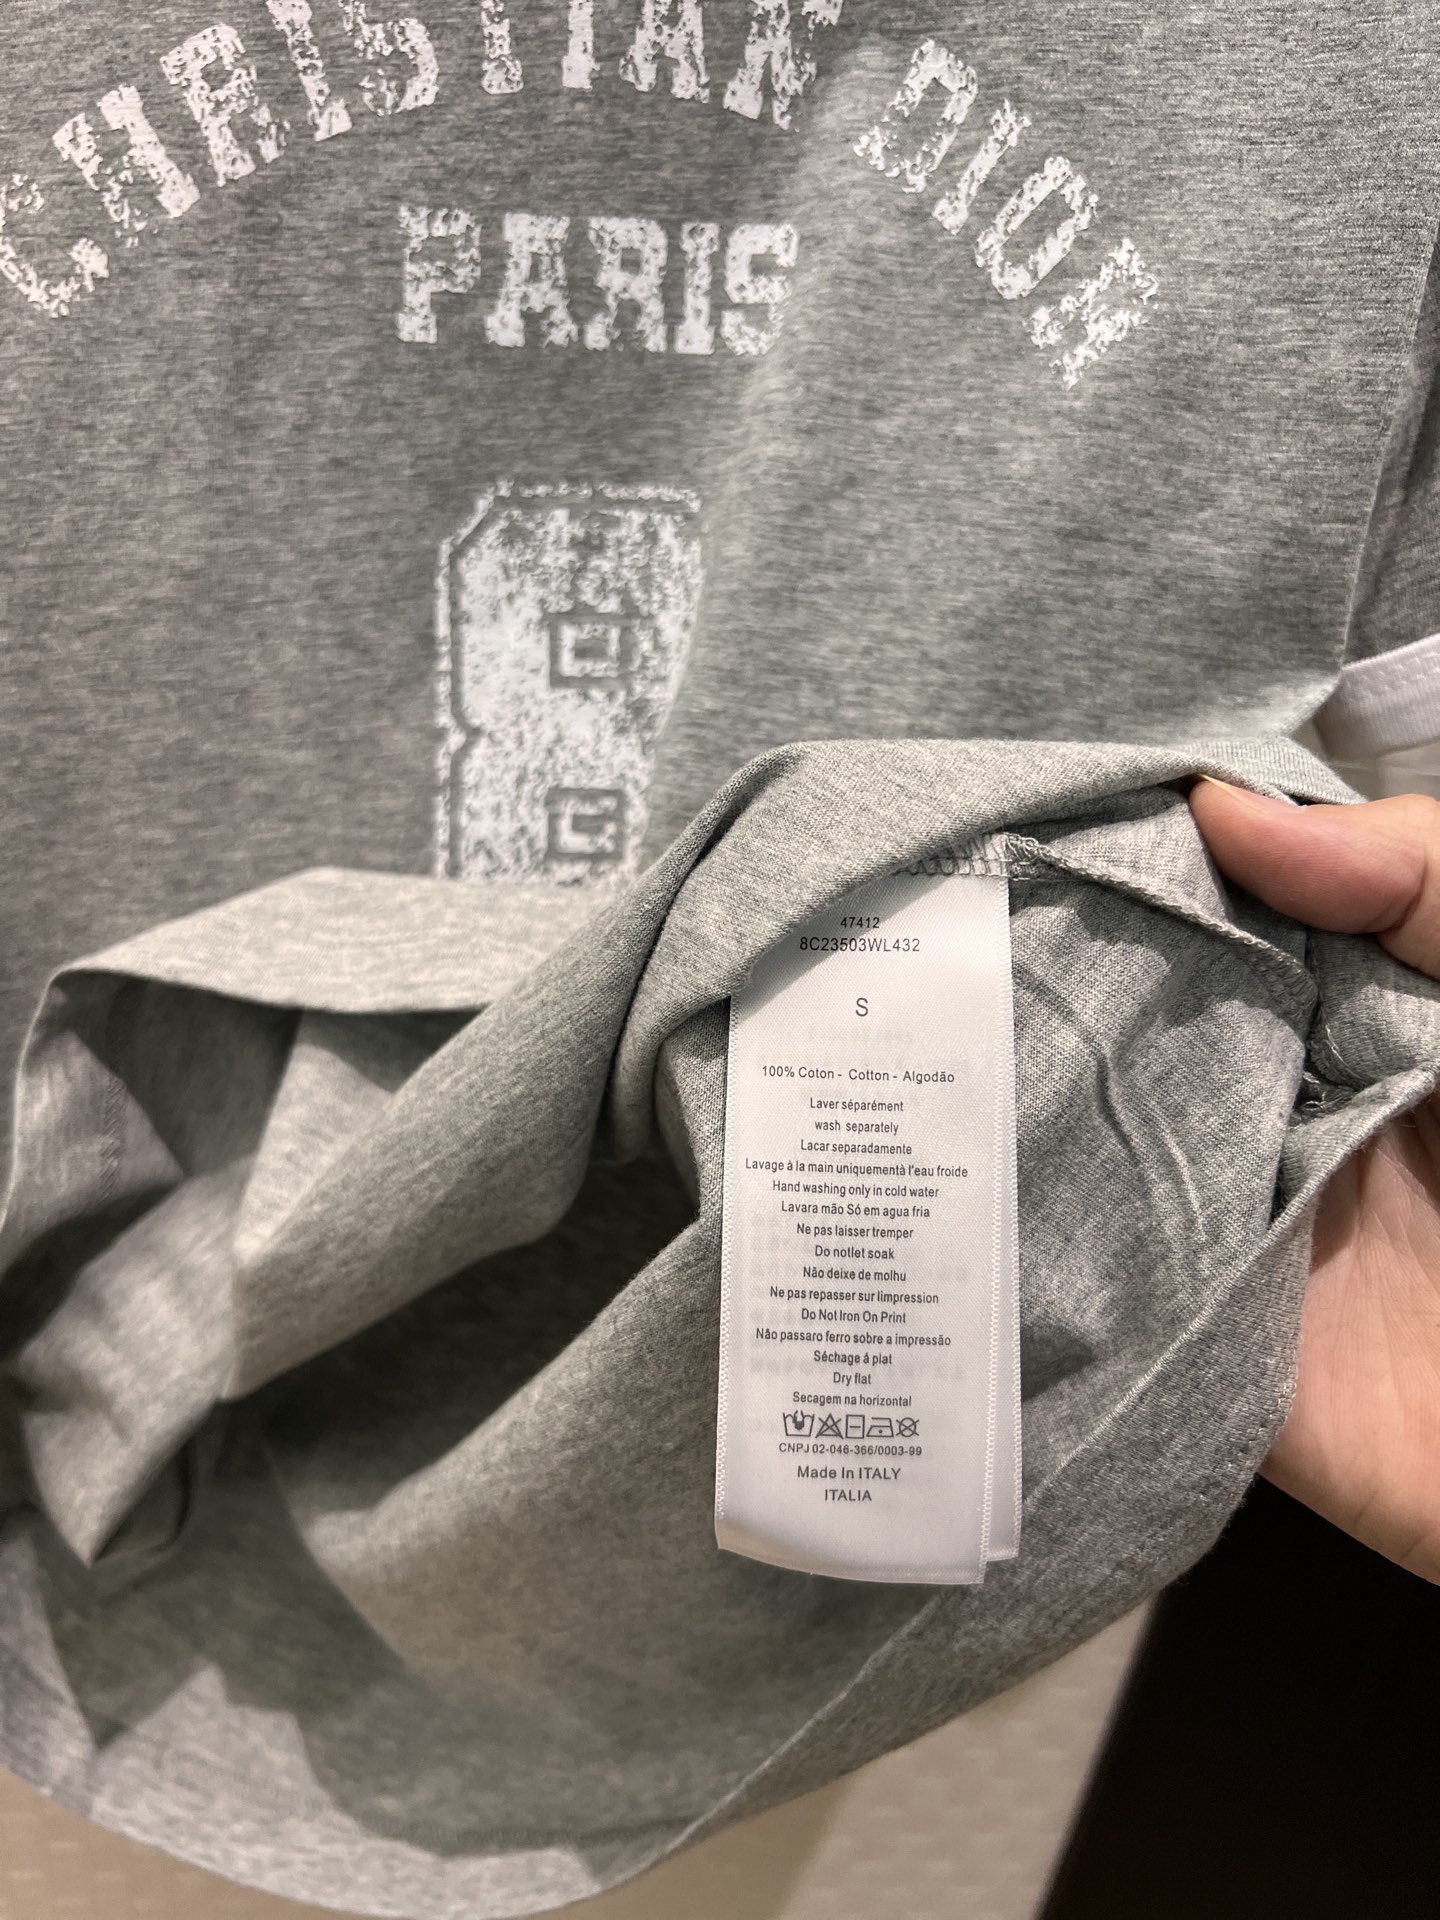 CHRISTIAN DIOR
PARIS
8
47412
8C23503WL432
S
100% Coton - Cotton - Algodão
Laver séparément
wash separately
Lacar separadamente
Lavage à la main uniquementà l'eau froide
Hand washing only in cold water
Lavara mão Só em agua fria
Ne pas laisser tremper
Do notlet soak
Não deixe de molhu
Ne pas repasser sur limpression
Do Not Iron On Print
Nâo passaro ferro sobre a impressão
Séchage á plat
Dry flat
Secagem na horizontal
CNPJ 02-046-366/0003-99
Made In ITALY
ITALIA